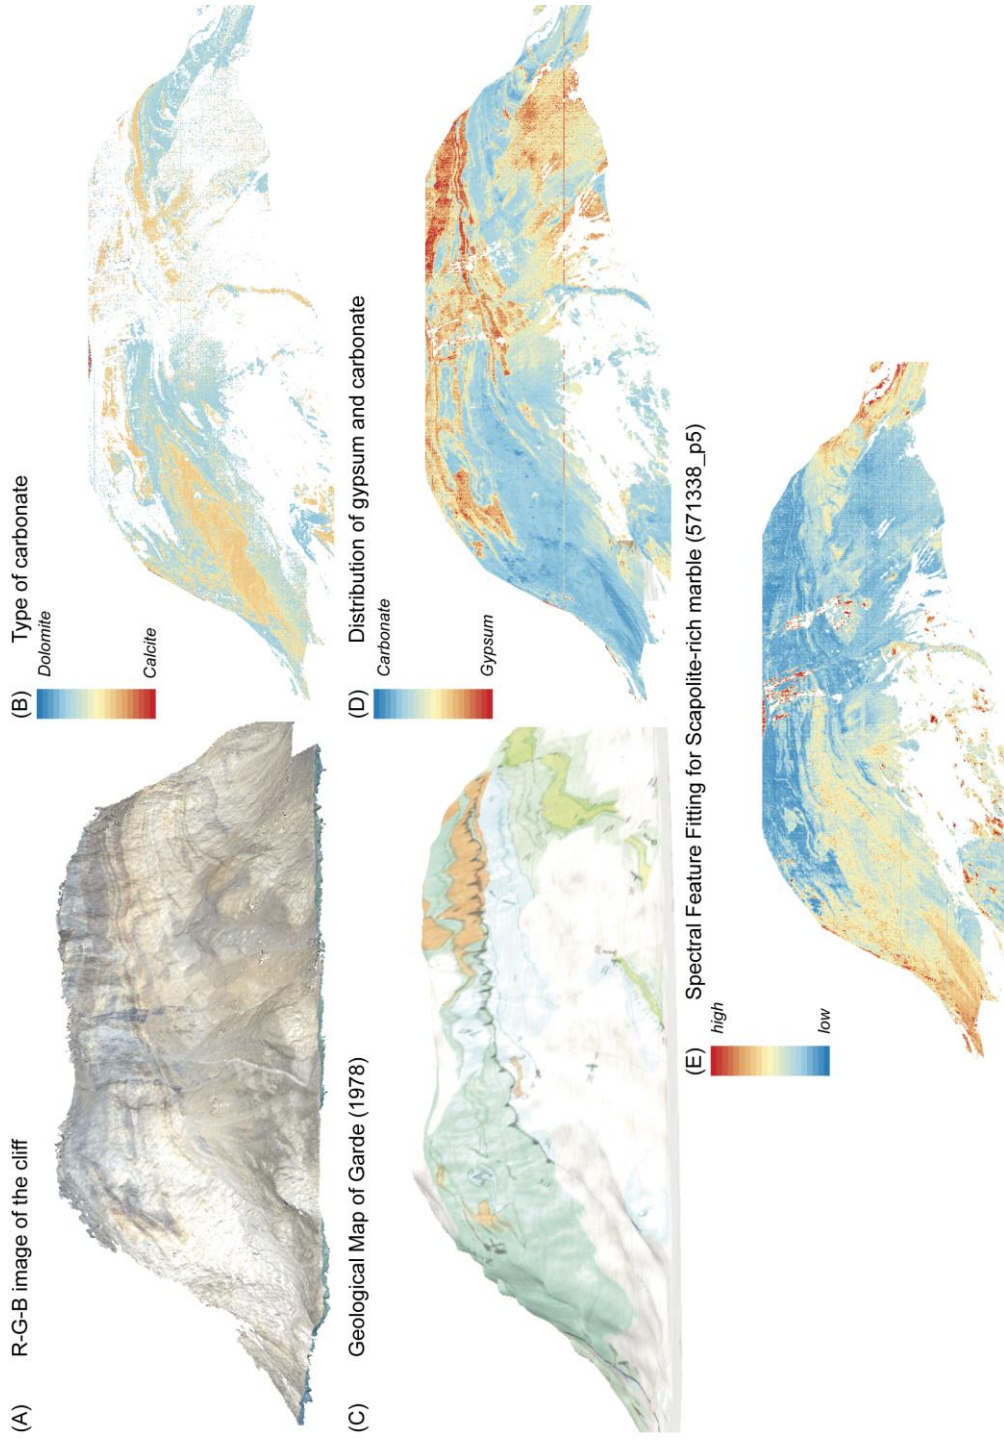 (A) R-G-B image of the cliff
(B) Type of carbonate
Dolomite
Calcite
(C) Geological Map of Garde (1978)
(D) Distribution of gypsum and carbonate
Carbonate
Gypsum
(E) Spectral Feature Fitting for Scapolite-rich marble (571338_p5)
high
low